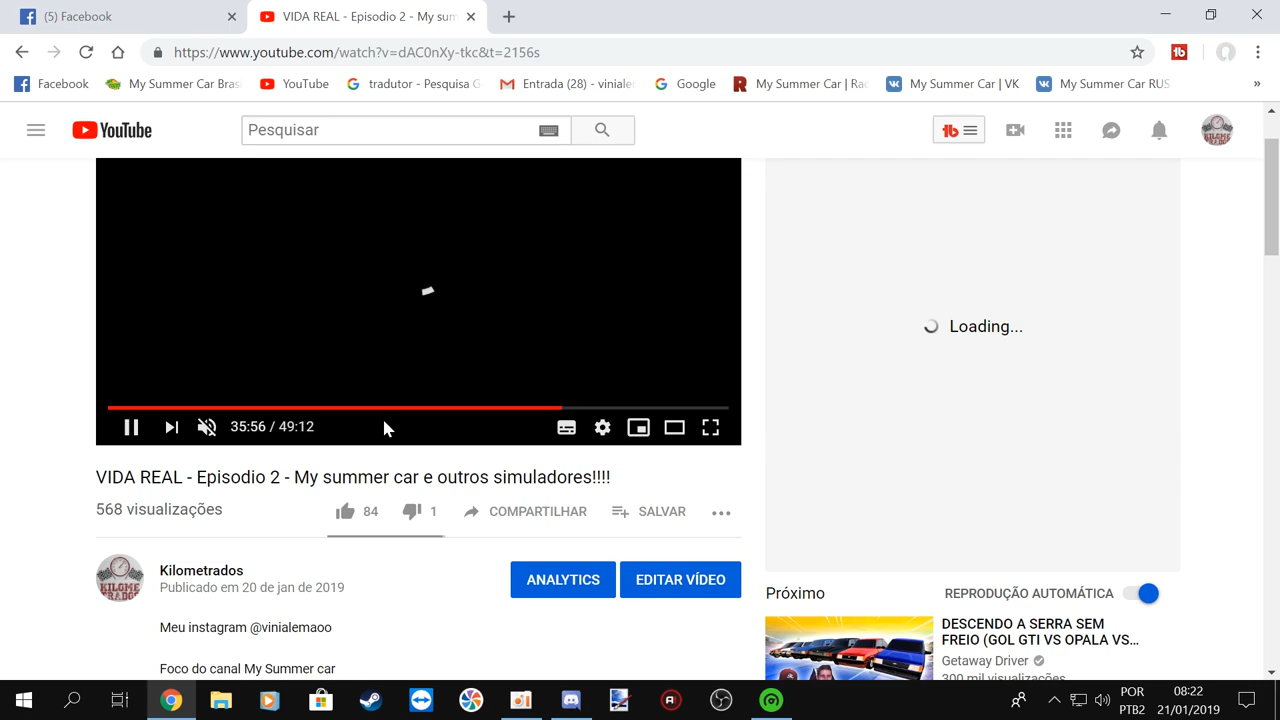 (5) Facebook
VIDA REAL - Episodio 2 - My sum
https://www.youtube.com/watch?v=dAC0nXy-tkc&t=2156s
Facebook
My Summer Car Bras
YouTube
tradutor - Pesquisa G
Entrada (28) - vinialer
Google
My Summer Car | Rac
My Summer Car | VK
My Summer Car RUS
»
YouTube
Pesquisar
Loading...
35:56 / 49:12
VIDA REAL - Episodio 2 - My summer car e outros simuladores!!!!
568 visualizações
84
1
COMPARTILHAR
SALVAR
Kilometrados
Publicado em 20 de jan de 2019
ANALYTICS
EDITAR VÍDEO
Meu instagram @vinialemaoo
Foco do canal My Summer car
Próximo
REPRODUÇÃO AUTOMÁTICA
DESCENDO A SERRA SEM
FREIO (GOL GTI VS OPALA VS...
Getaway Driver
300 mil visualizações
POR
PTB2
08:22
21/01/2019